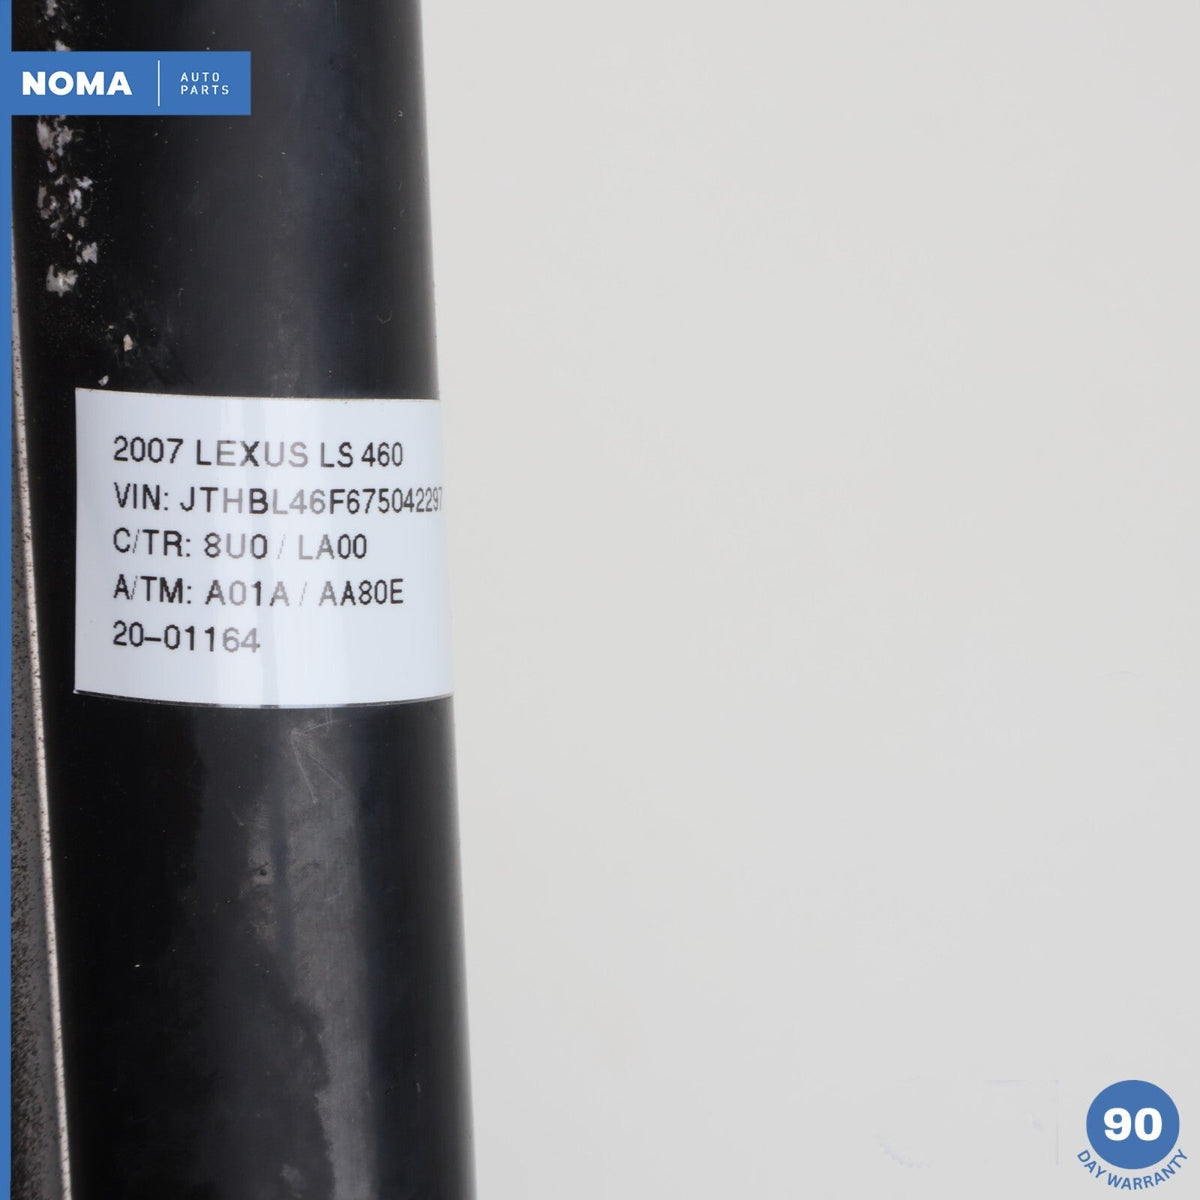 NOMA
AUTO
PARTS
2007 LEXUS LS 460
VIN: JTHBL46F675042297
C/TR: 8U0 / LA00
A/TM: A01A / AA80E
20-01164
90
DAY WARRANTY